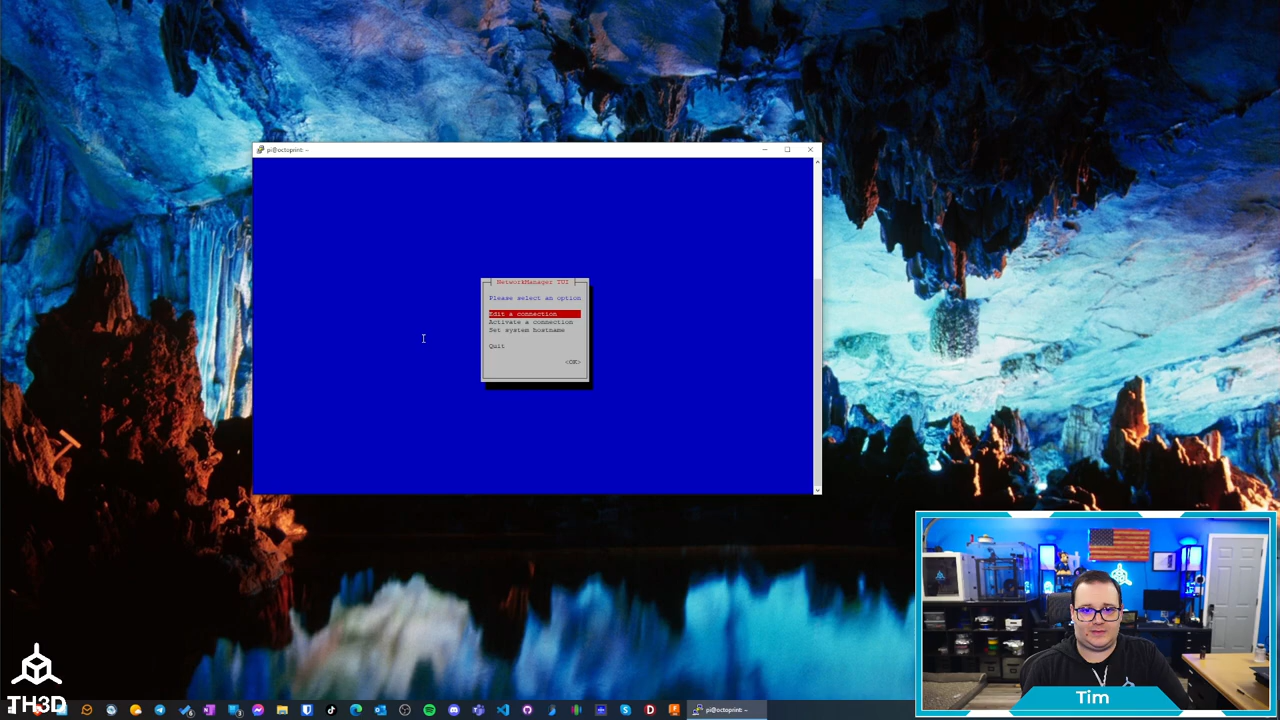 pi@octoprint: ~
NetworkManager TUI
Please select an option
Edit a connection
Activate a connection
Set system hostname
Quit
<OK>
TH3D
pi@octoprint: ~
Tim